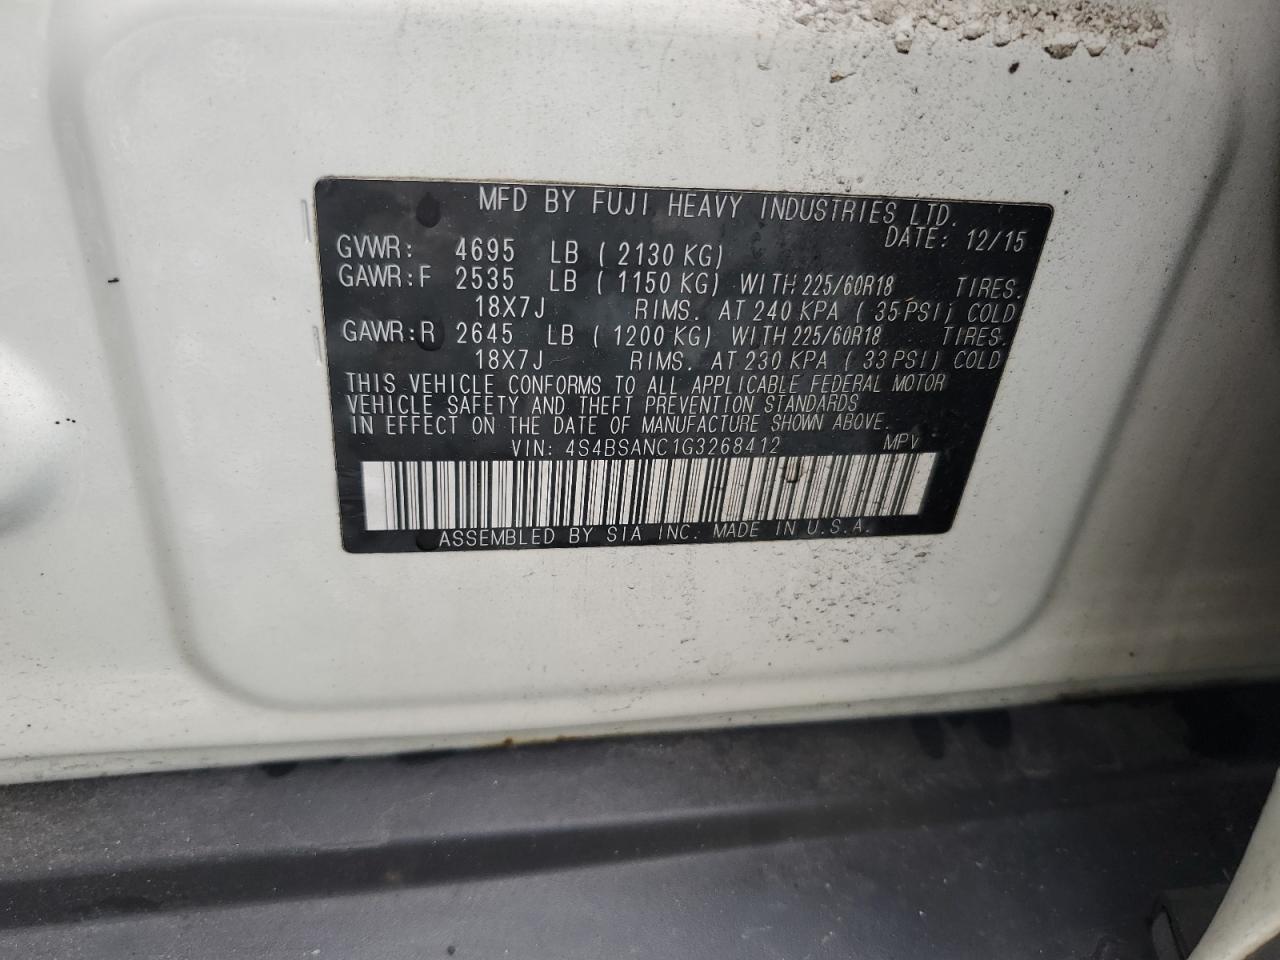 MFD BY FUJI HEAVY INDUSTRIES LTD.
DATE: 12/15
GVWR: 4695 LB ( 2130 KG)
GAWR:F 2535 LB ( 1150 KG) WITH 225/60R18 TIRES.
18X7J RIMS. AT 240 KPA ( 35 PSI) COLD
GAWR:R 2645 LB ( 1200 KG) WITH 225/60R18 TIRES.
18X7J RIMS. AT 230 KPA ( 33 PSI) COLD
THIS VEHICLE CONFORMS TO ALL APPLICABLE FEDERAL MOTOR
VEHICLE SAFETY AND THEFT PREVENTION STANDARDS
IN EFFECT ON THE DATE OF MANUFACTURE SHOWN ABOVE.
VIN: 4S4BSANC1G3268412 MPV
U
ASSEMBLED BY SIA INC. MADE IN U.S.A.